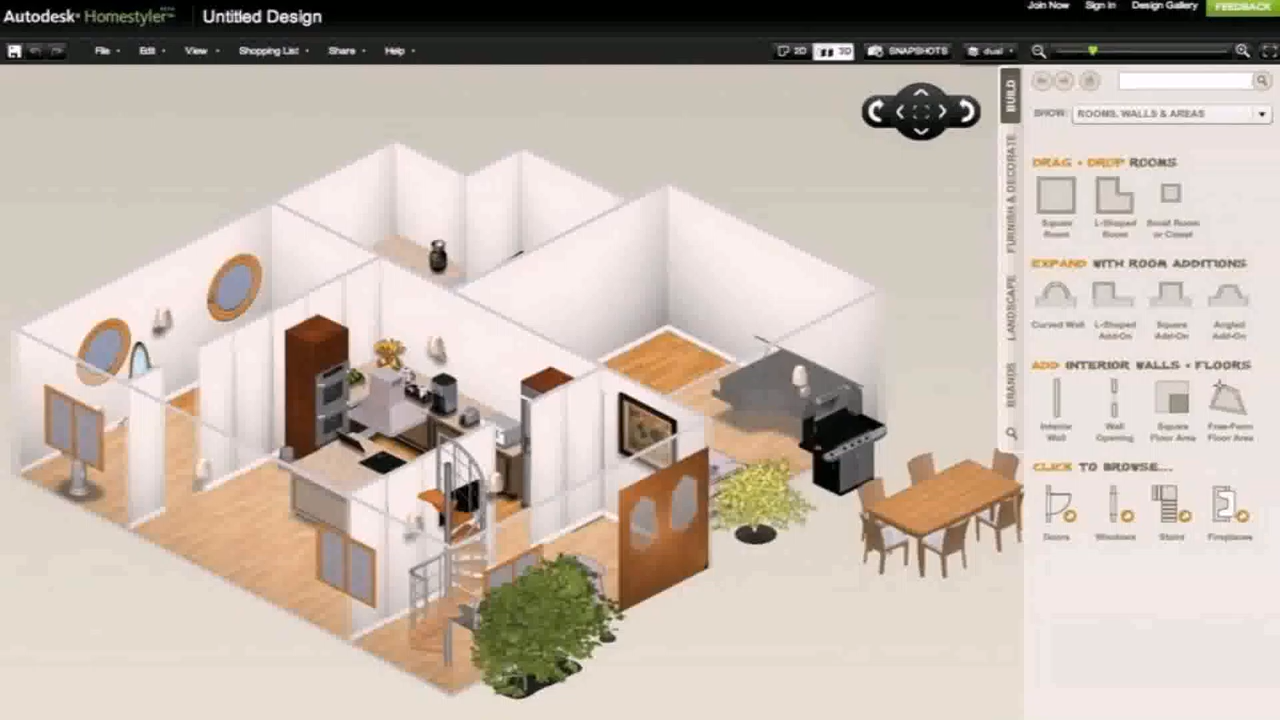 Autodesk® Homestyler™ BETA Untitled Design
Join Now Sign In Design Gallery FEEDBACK
File Edit View Shopping List Share Help
2D 3D SNAPSHOTS dual
BUILD
FURNISH & DECORATE
LANDSCAPE
BRANDS
SHOW: ROOMS, WALLS & AREAS
DRAG + DROP ROOMS
Square L-Shaped Small Room
Room Room or Closet
EXPAND WITH ROOM ADDITIONS
Curved Wall L-Shaped Square Angled
Add-On Add-On Add-On
ADD INTERIOR WALLS + FLOORS
Interior Wall Square Free-Form
Wall Opening Floor Area Floor Area
CLICK TO BROWSE...
Doors Windows Stairs Fireplaces